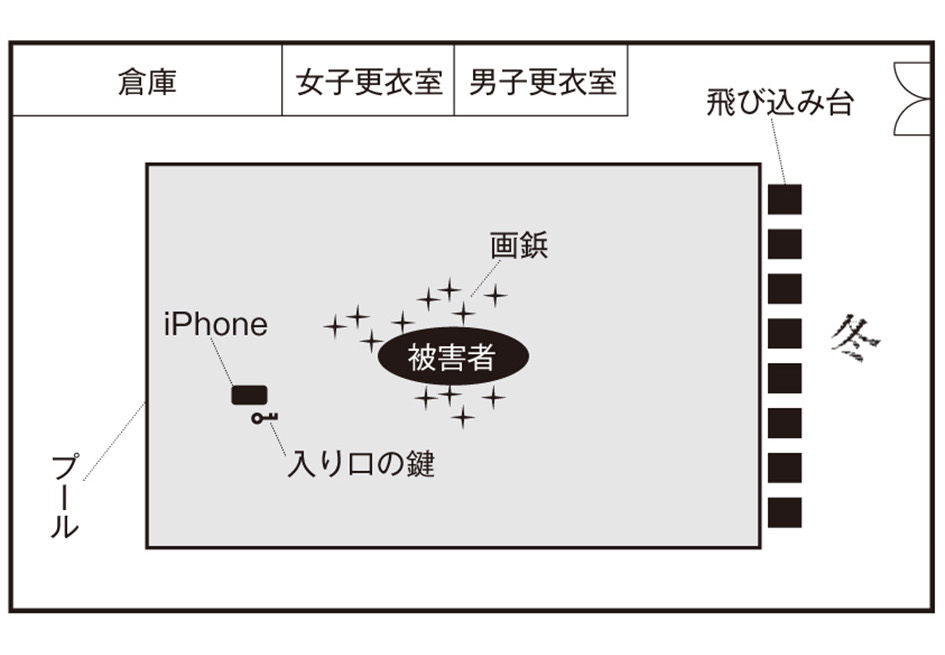 倉庫
女子更衣室
男子更衣室
飛び込み台
画鋲
iPhone
被害者
冬
入り口の鍵
プール